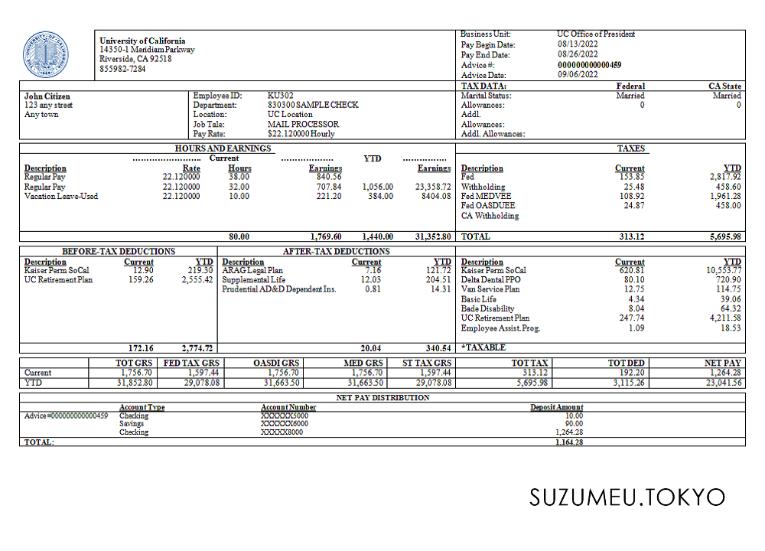 University of California
14350-1 Meridiam Parkway
Riverside, CA 92518
855982-7284
Business Unit: UC Office of President
Pay Begin Date: 08/13/2022
Pay End Date: 08/26/2022
Advice #: 000000000000459
Advice Date: 09/06/2022
John Citizen
123 any street
Any town
Employee ID: KU302
Department: 830300 SAMPLE CHECK
Location: UC Location
Job Tale: MAIL PROCESSOR
Pay Rate: $22.120000 Hourly
TAX DATA: Federal CA State
Marital Status: Married Married
Allowances: 0 0
Addl.
Allowances:
Addl. Allowances:
HOURS AND EARNINGS
Current YTD
Description Rate Hours Earnings Earnings
Regular Pay 22.120000 38.00 840.56
Regular Pay 22.120000 32.00 707.84 1,056.00 23,358.72
Vacation Leave-Used 22.120000 10.00 221.20 384.00 8404.08
80.00 1,769.60 1,440.00 31,352.80
TAXES
Description Current YTD
Fed 153.85 2,817.92
Withholding 25.48 458.60
Fed MEDVEE 108.92 1,961.28
Fed OASDUEE 24.87 458.00
CA Withholding
TOTAL 313.12 5,695.98
BEFORE-TAX DEDUCTIONS
Description Current YTD
Kaiser Perm SoCal 12.90 219.30
UC Retirement Plan 159.26 2,555.42
172.16 2,774.72
AFTER-TAX DEDUCTIONS
Description Current YTD
ARAG Legal Plan 7.16 121.72
Supplemental Life 12.03 204.51
Prudential AD&D Dependent Ins. 0.81 14.31
20.04 340.54
Description Current YTD
Kaiser Perm SoCal 620.81 10,553.77
Delta Dental PPO 80.10 720.90
Van Service Plan 12.75 114.75
Basic Life 4.34 39.06
Bade Disability 8.04 64.32
UC Retirement Plan 247.74 4,211.58
Employee Assist. Prog. 1.09 18.53
*TAXABLE
TOT GRS FED TAX GRS OASDI GRS MED GRS ST TAX GRS TOT TAX TOT DED NET PAY
Current 1,756.70 1,597.44 1,756.70 1,756.70 1,597.44 313.12 192.20 1,264.28
YTD 31,852.80 29,078.08 31,663.50 31,663.50 29,078.08 5,695.98 3,115.26 23,041.56
NET PAY DISTRIBUTION
Account Type Account Number Deposit Amount
Advice=000000000000459 Checking XXXXXX5000 10.00
Savings XXXXXX6000 90.00
Checking XXXXXX8000 1,264.28
TOTAL: 1,164.28
SUZUMEU.TOKYO